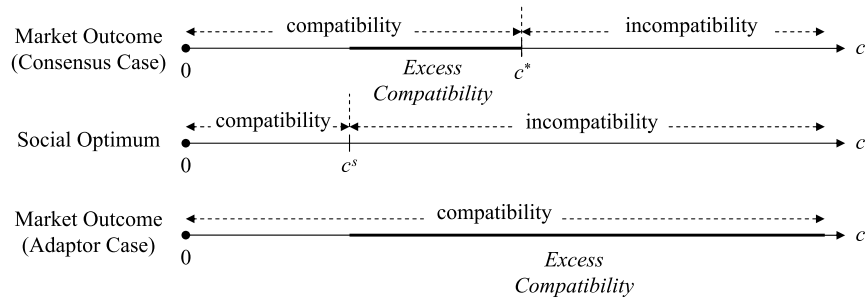 compatibility incompatibility
Market Outcome
(Consensus Case)
0 c* c
Excess
Compatibility
compatibility incompatibility
Social Optimum
0 c^s c
Market Outcome
(Adaptor Case)
compatibility
0 c
Excess
Compatibility